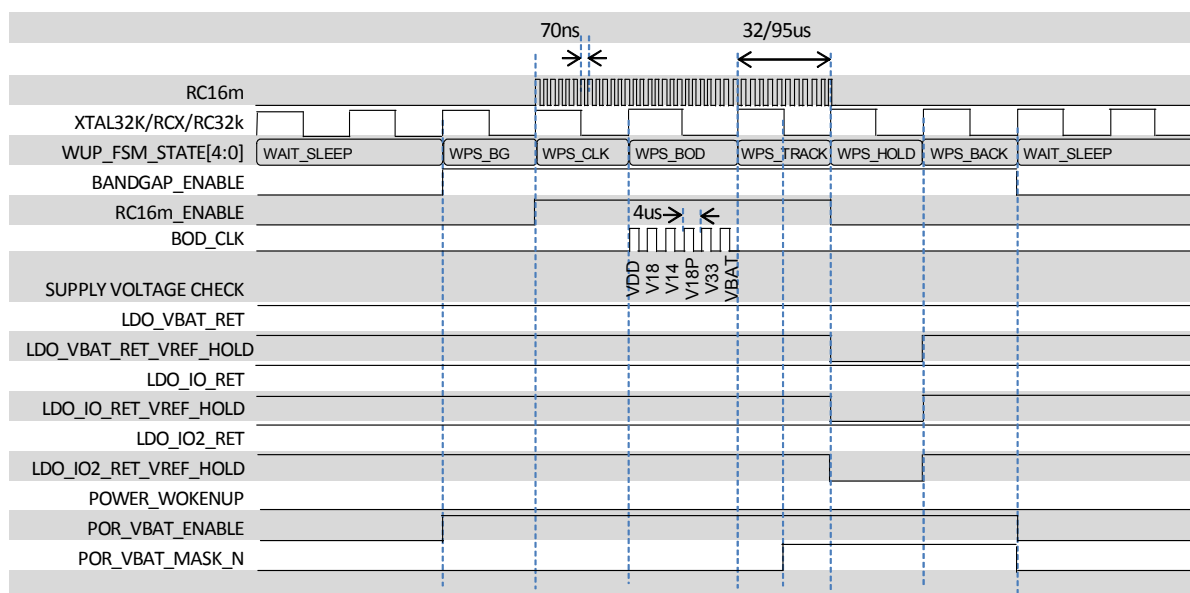 70ns 32/95us
RC16m
XTAL32K/RCX/RC32k
WUP_FSM_STATE[4:0] WAIT_SLEEP WPS_BG WPS_CLK WPS_BOD WPS_TRACK WPS_HOLD WPS_BACK WAIT_SLEEP
BANDGAP_ENABLE
RC16m_ENABLE 4us
BOD_CLK
SUPPLY VOLTAGE CHECK VDD V18 V14 V18P V33 VBAT
LDO_VBAT_RET
LDO_VBAT_RET_VREF_HOLD
LDO_IO_RET
LDO_IO_RET_VREF_HOLD
LDO_IO2_RET
LDO_IO2_RET_VREF_HOLD
POWER_WOKENUP
POR_VBAT_ENABLE
POR_VBAT_MASK_N